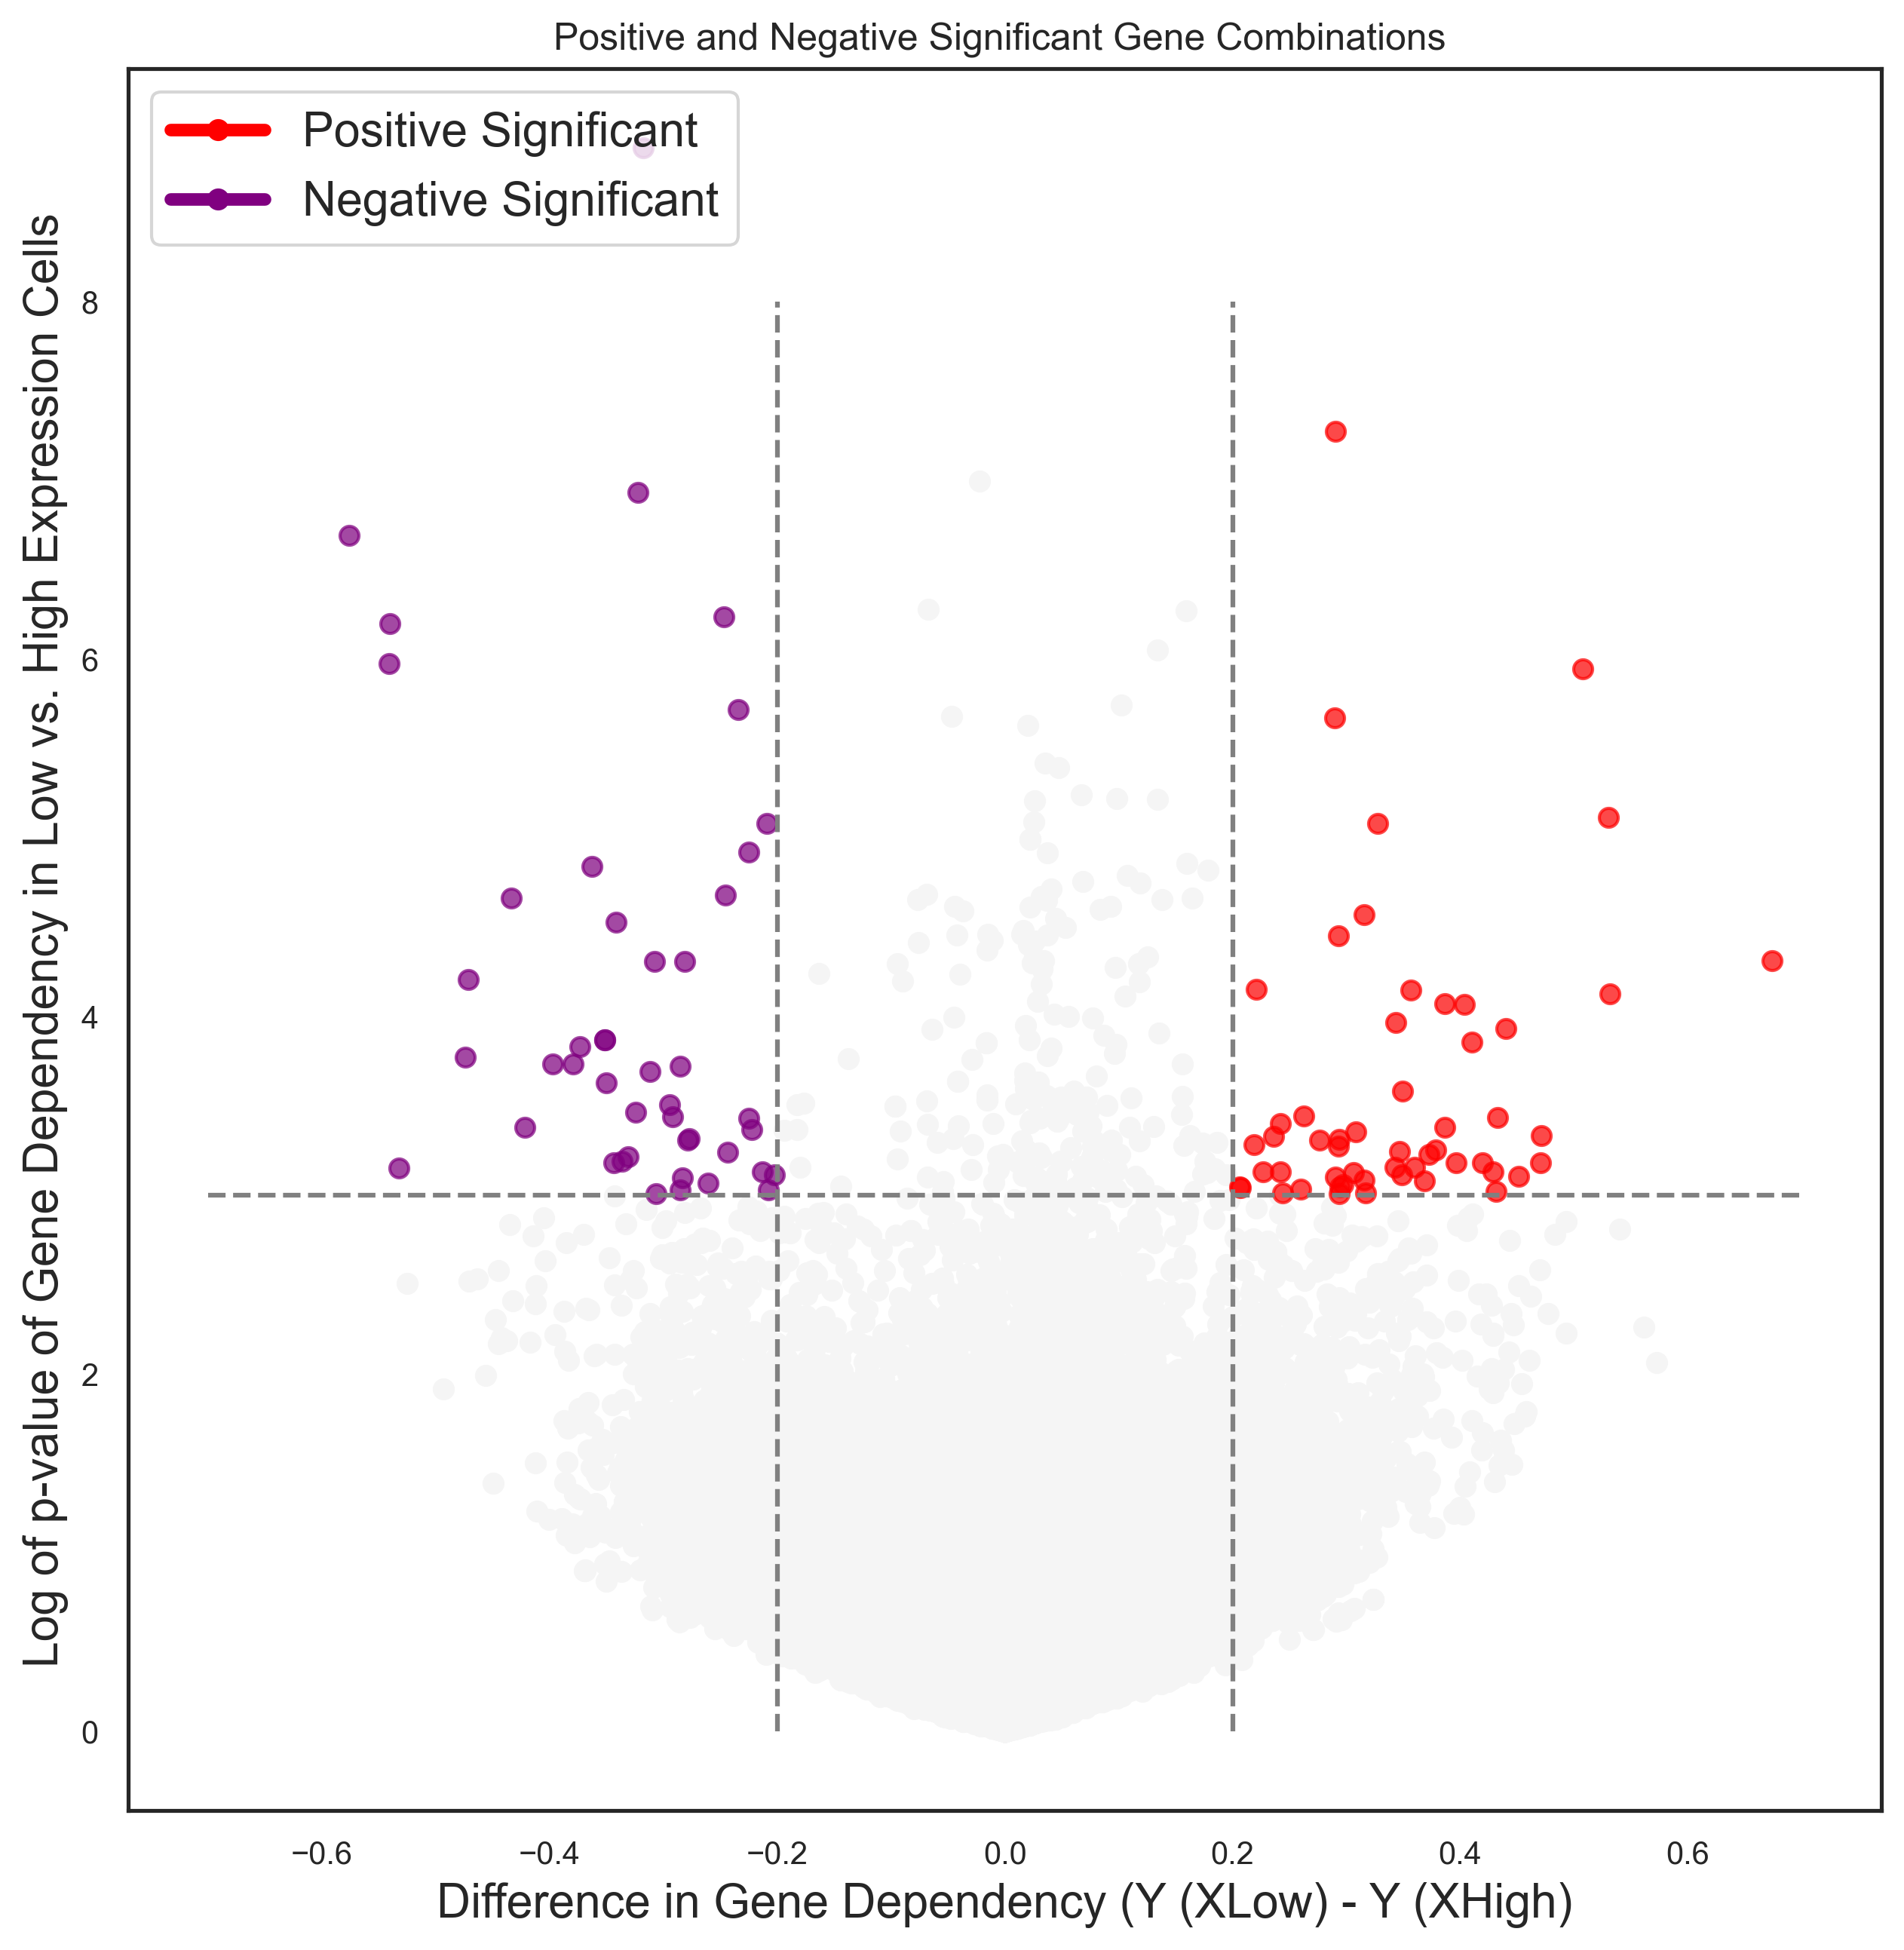 Positive and Negative Significant Gene Combinations
Positive Significant
Negative Significant
Log of p-value of Gene Dependency in Low vs. High Expression Cells
8
6
4
2
0
−0.6
−0.4
−0.2
0.0
0.2
0.4
0.6
Difference in Gene Dependency (Y (XLow) - Y (XHigh)